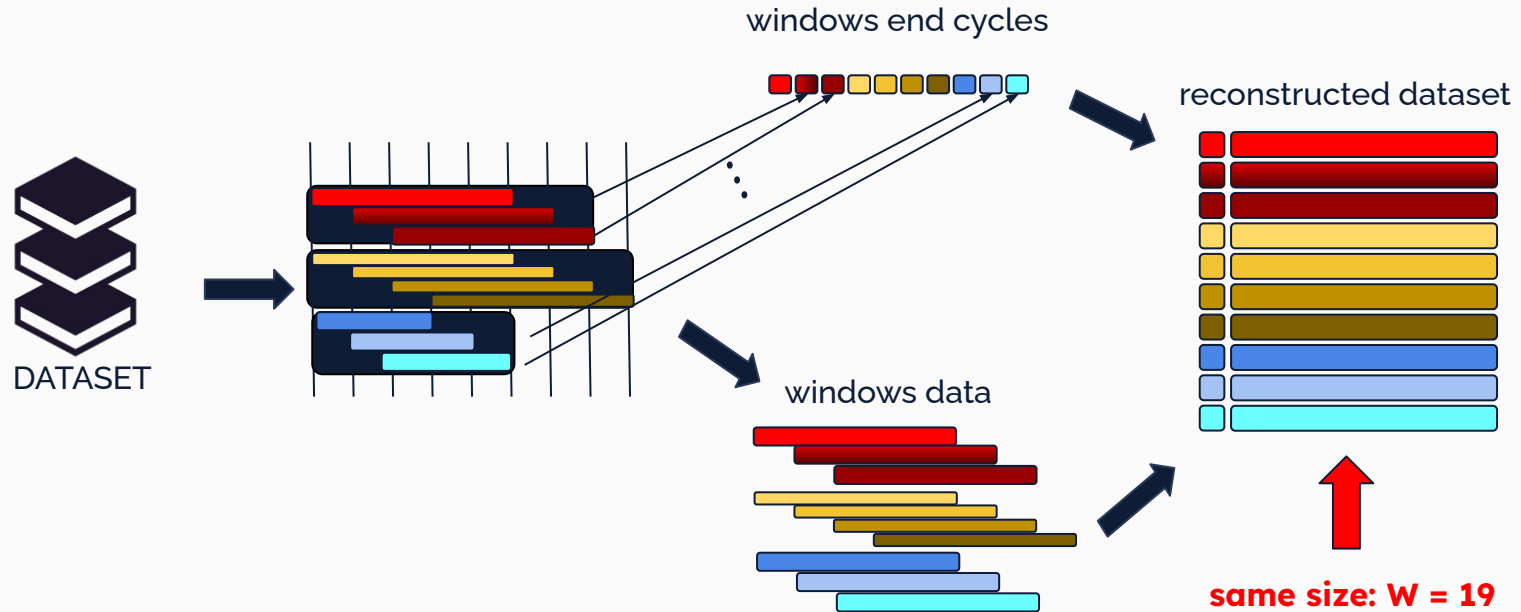 windows end cycles
reconstructed dataset
DATASET
windows data
same size: W = 19